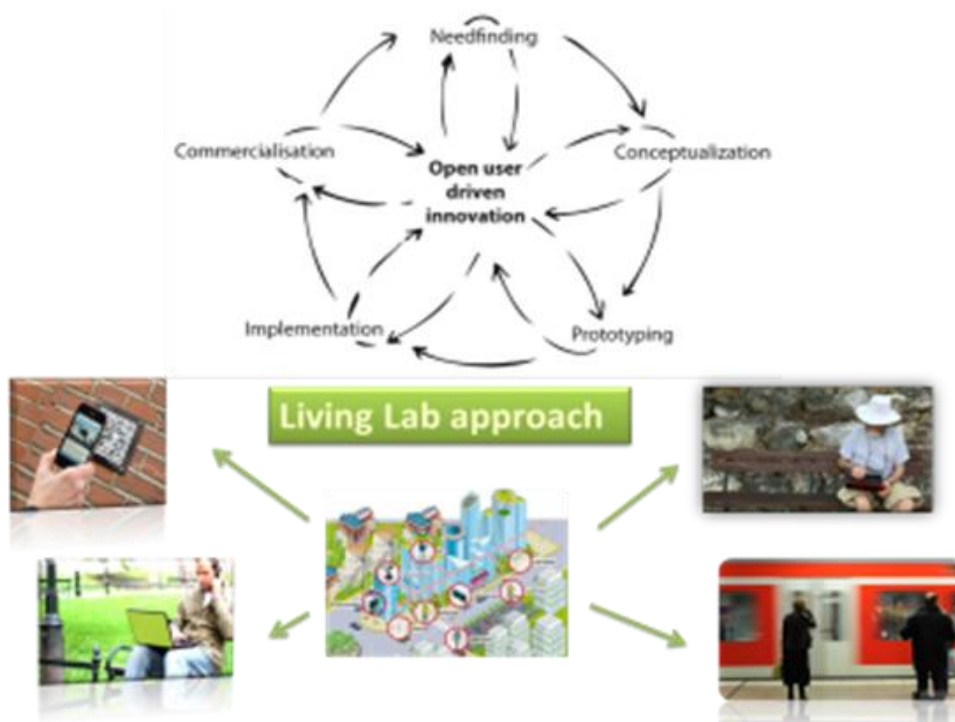 Needfinding
Commercialisation
Conceptualization
Open user
driven
innovation
Implementation
Prototyping
Living Lab approach